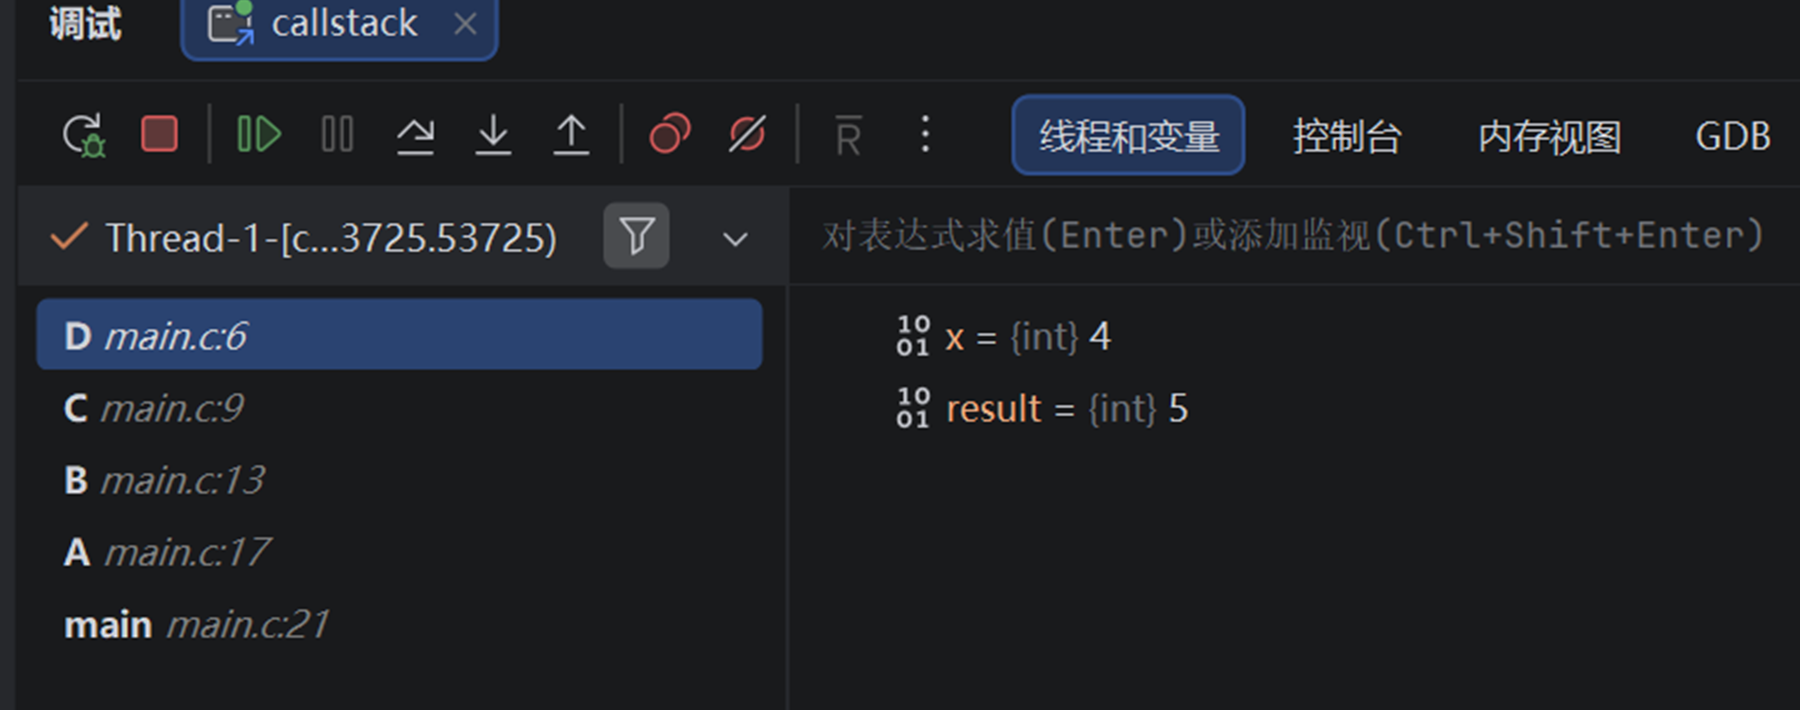 调试 callstack
线程和变量 控制台 内存视图 GDB
Thread-1-[c...3725.53725)
对表达式求值(Enter)或添加监视(Ctrl+Shift+Enter)
D main.c:6
C main.c:9
B main.c:13
A main.c:17
main main.c:21
x = {int} 4
result = {int} 5